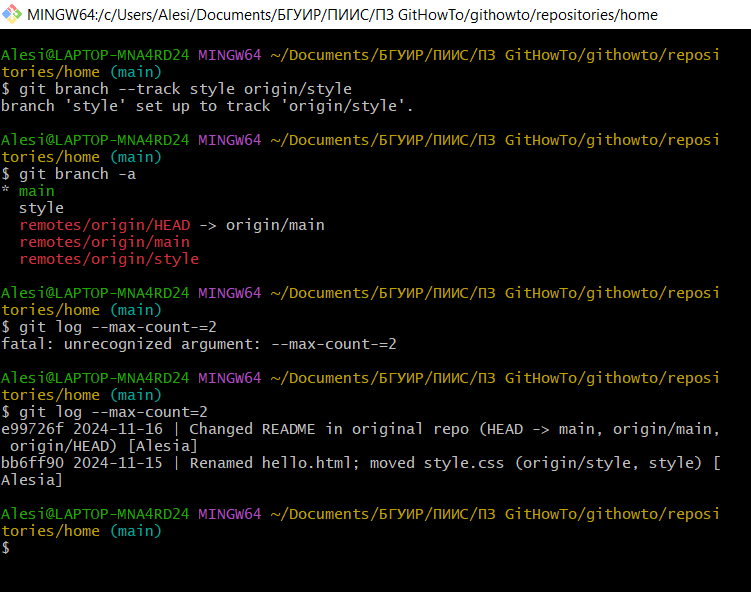 MINGW64:/c/Users/Alesi/Documents/БГУИР/ПИИС/ПЗ GitHowTo/githowto/repositories/home
Alesi@LAPTOP-MNA4RD24 MINGW64 ~/Documents/БГУИР/ПИИС/ПЗ GitHowTo/githowto/reposi
tories/home (main)
$ git branch --track style origin/style
branch 'style' set up to track 'origin/style'.
Alesi@LAPTOP-MNA4RD24 MINGW64 ~/Documents/БГУИР/ПИИС/ПЗ GitHowTo/githowto/reposi
tories/home (main)
$ git branch -a
* main
style
remotes/origin/HEAD -> origin/main
remotes/origin/main
remotes/origin/style
Alesi@LAPTOP-MNA4RD24 MINGW64 ~/Documents/БГУИР/ПИИС/ПЗ GitHowTo/githowto/reposi
tories/home (main)
$ git log --max-count-=2
fatal: unrecognized argument: --max-count-=2
Alesi@LAPTOP-MNA4RD24 MINGW64 ~/Documents/БГУИР/ПИИС/ПЗ GitHowTo/githowto/reposi
tories/home (main)
$ git log --max-count=2
e99726f 2024-11-16 | Changed README in original repo (HEAD -> main, origin/main,
origin/HEAD) [Alesia]
bb6ff90 2024-11-15 | Renamed hello.html; moved style.css (origin/style, style) [
Alesia]
Alesi@LAPTOP-MNA4RD24 MINGW64 ~/Documents/БГУИР/ПИИС/ПЗ GitHowTo/githowto/reposi
tories/home (main)
$